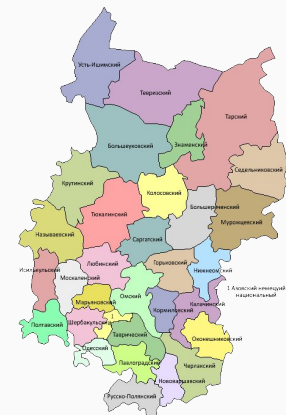 Усть-Ишимский
Тевризский
Тарский
Знаменский
Большеуковский
Седельниковский
Крутинский
Колосовский
Большереченский
Тюкалинский
Муромцевский
Называевский
Саргатский
Любинский
Горьковский
Исилькульский
Нижнеомский
Москаленский
1 Азовский немецкий
национальный
Омский
Марьяновский
Кормиловский
Калачинский
Полтавский
Шербакульский
Таврический
Оконешниковский
Одесский
Павлоградский
Черлакский
Нововаршавский
Русско-Полянский